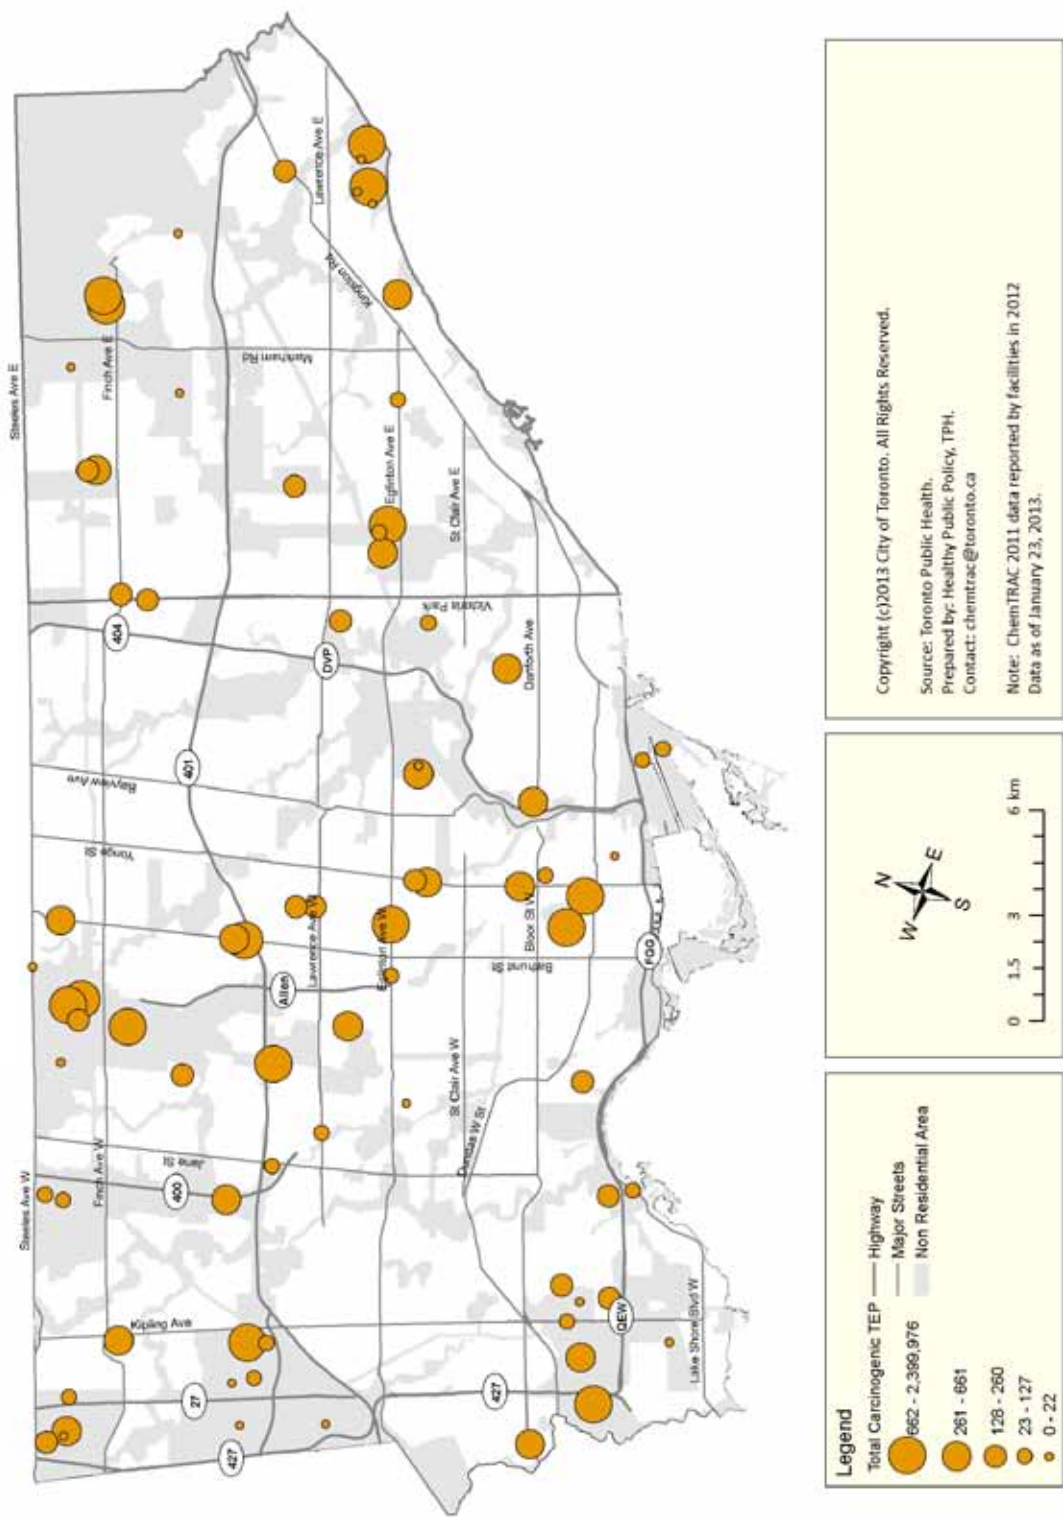 Steeles Ave W
Steeles Ave E
Finch Ave W
Finch Ave E
427
27
Kipling Ave
400
Jane St
Allen
Bathurst St
Yonge St
Bayview Ave
401
404
DVP
Victoria Park
Markham Rd
Kingston Rd
Lawrence Ave W
Lawrence Ave E
Eglinton Ave W
Eglinton Ave E
St Clair Ave W
St Clair Ave E
Dundas W St
Bloor St W
Danforth Ave
427
QEW
FGG
Lake Shore Blvd W
Legend
Total Carcinogenic TEP
662 - 2,399,976
261 - 661
128 - 260
23 - 127
0 - 22
Highway
Major Streets
Non Residential Area
N
W
E
S
0 1.5 3 6 km
Copyright (c)2013 City of Toronto. All Rights Reserved.
Source: Toronto Public Health.
Prepared by: Healthy Public Policy, TPH.
Contact: chemtrac@toronto.ca
Note: ChemTRAC 2011 data reported by facilities in 2012
Data as of January 23, 2013.